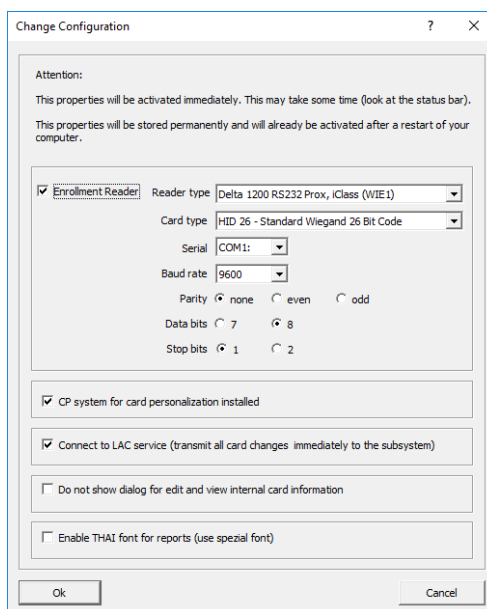 Change Configuration
Attention:
This properties will be activated immediately. This may take some time (look at the status bar).
This properties will be stored permanently and will already be activated after a restart of your
computer.
Enrollment Reader Reader type Delta 1200 RS232 Prox, iClass (WIE1)
Card type HID 26 - Standard Wiegand 26 Bit Code
Serial COM1:
Baud rate 9600
Parity none even odd
Data bits 7 8
Stop bits 1 2
CP system for card personalization installed
Connect to LAC service (transmit all card changes immediately to the subsystem)
Do not show dialog for edit and view internal card information
Enable THAI font for reports (use spezial font)
Ok Cancel